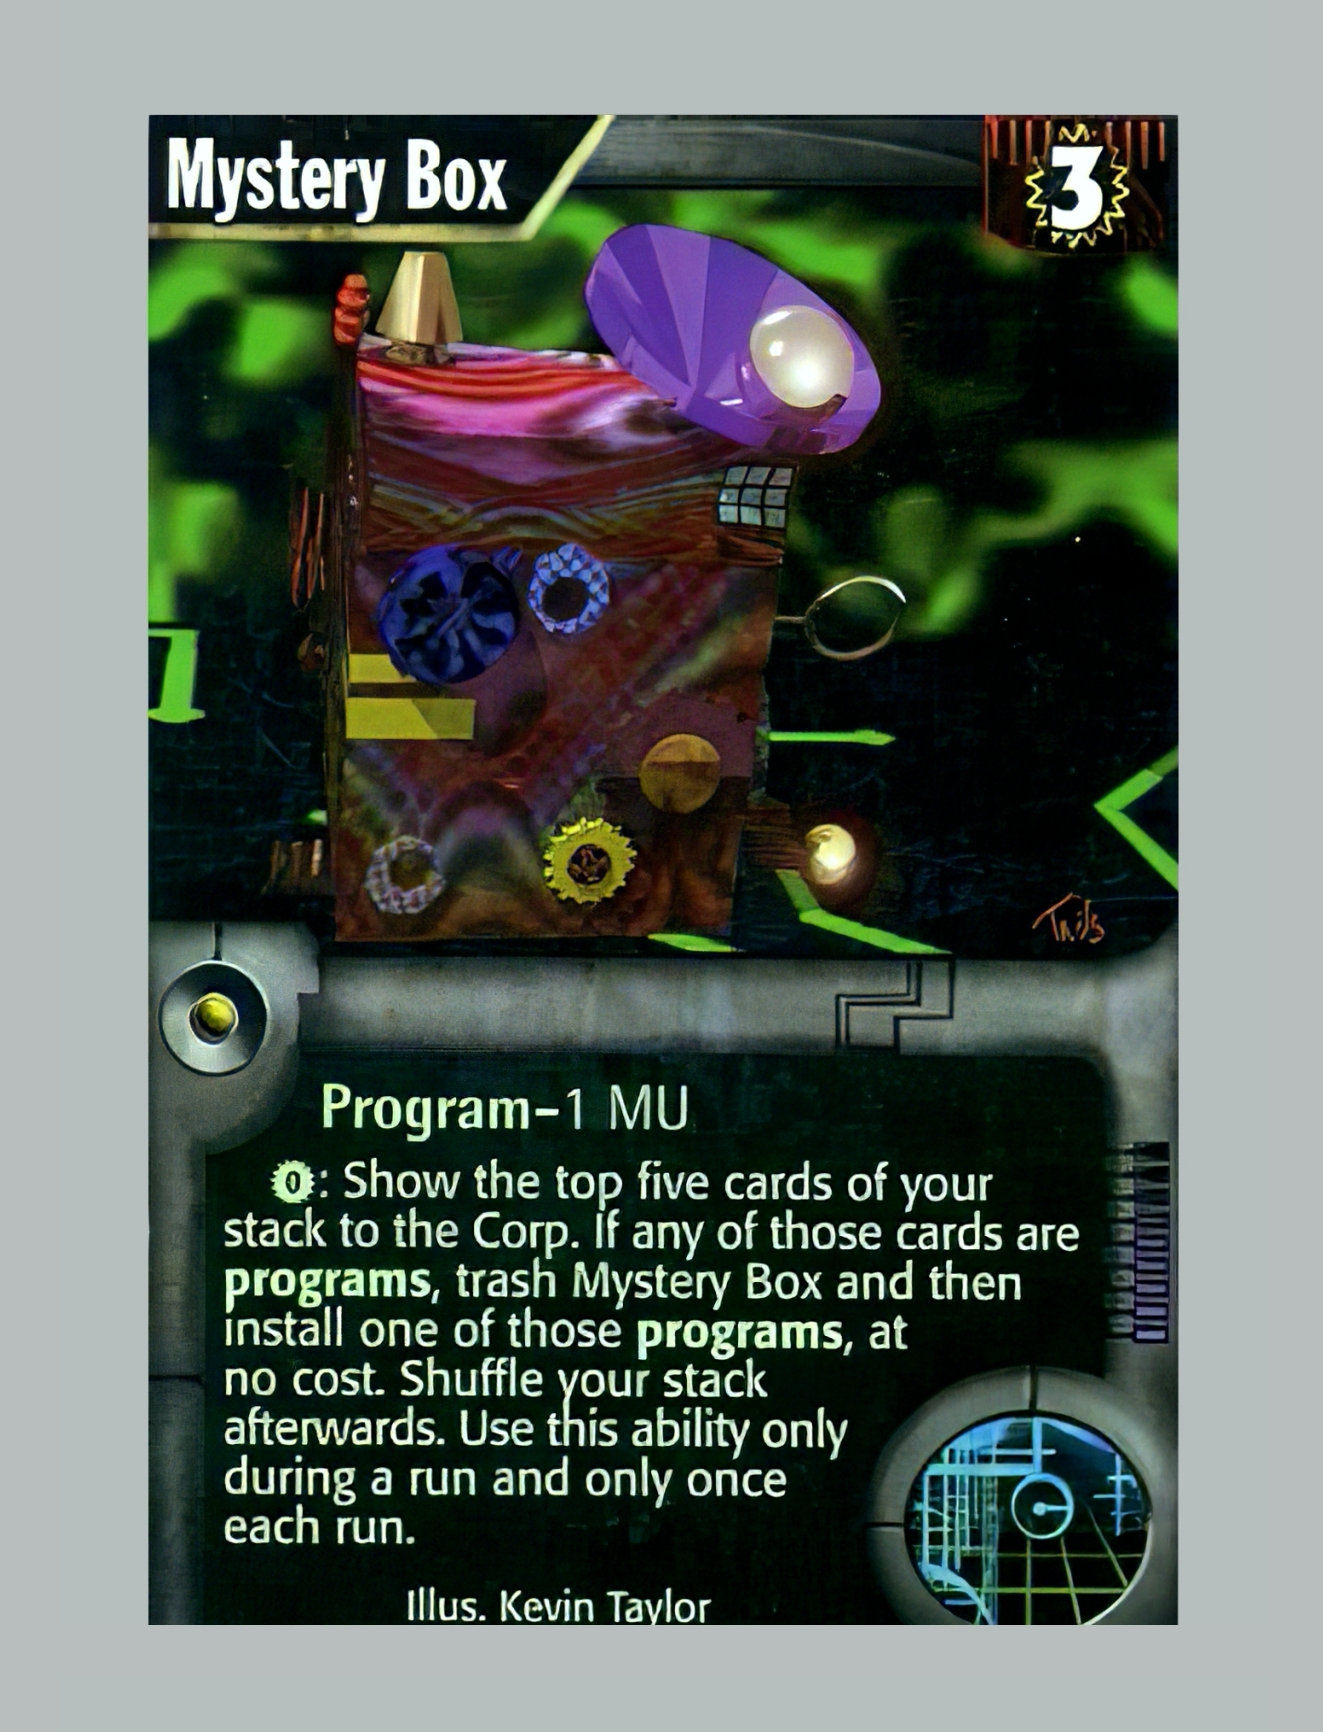 Mystery Box
3
Program–1 MU
0: Show the top five cards of your
stack to the Corp. If any of those cards are
programs, trash Mystery Box and then
install one of those programs, at
no cost. Shuffle your stack
afterwards. Use this ability only
during a run and only once
each run.
Illus. Kevin Taylor